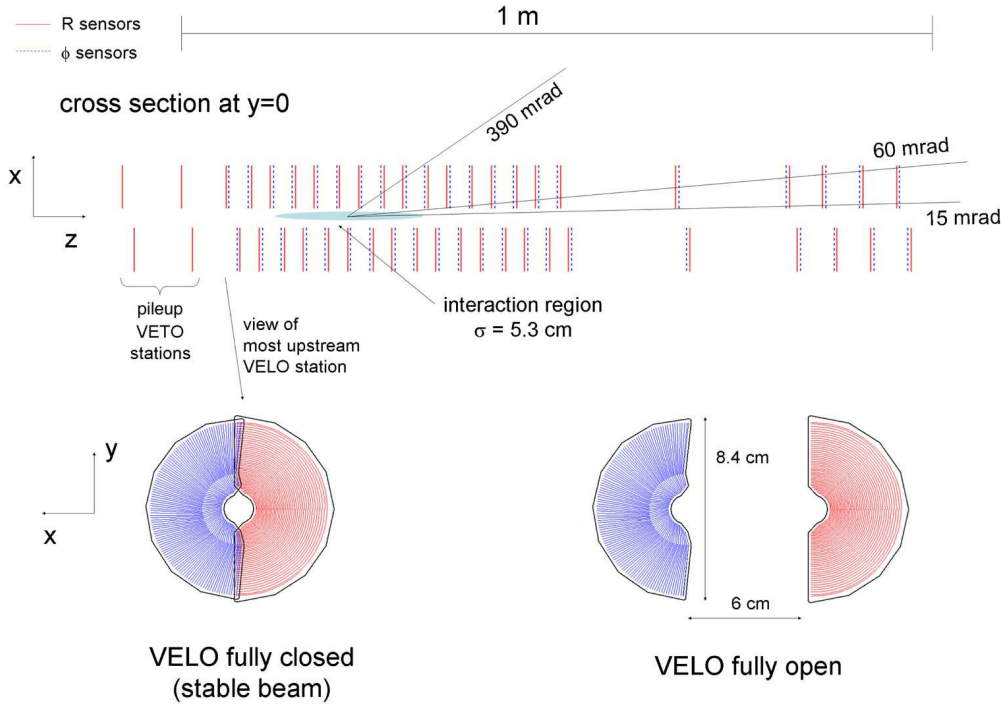 1 m
R sensors
ϕ sensors
cross section at y=0
390 mrad
60 mrad
15 mrad
x
z
pileup
VETO
stations
view of
most upstream
VELO station
interaction region
σ = 5.3 cm
y
x
8.4 cm
6 cm
VELO fully closed
(stable beam)
VELO fully open